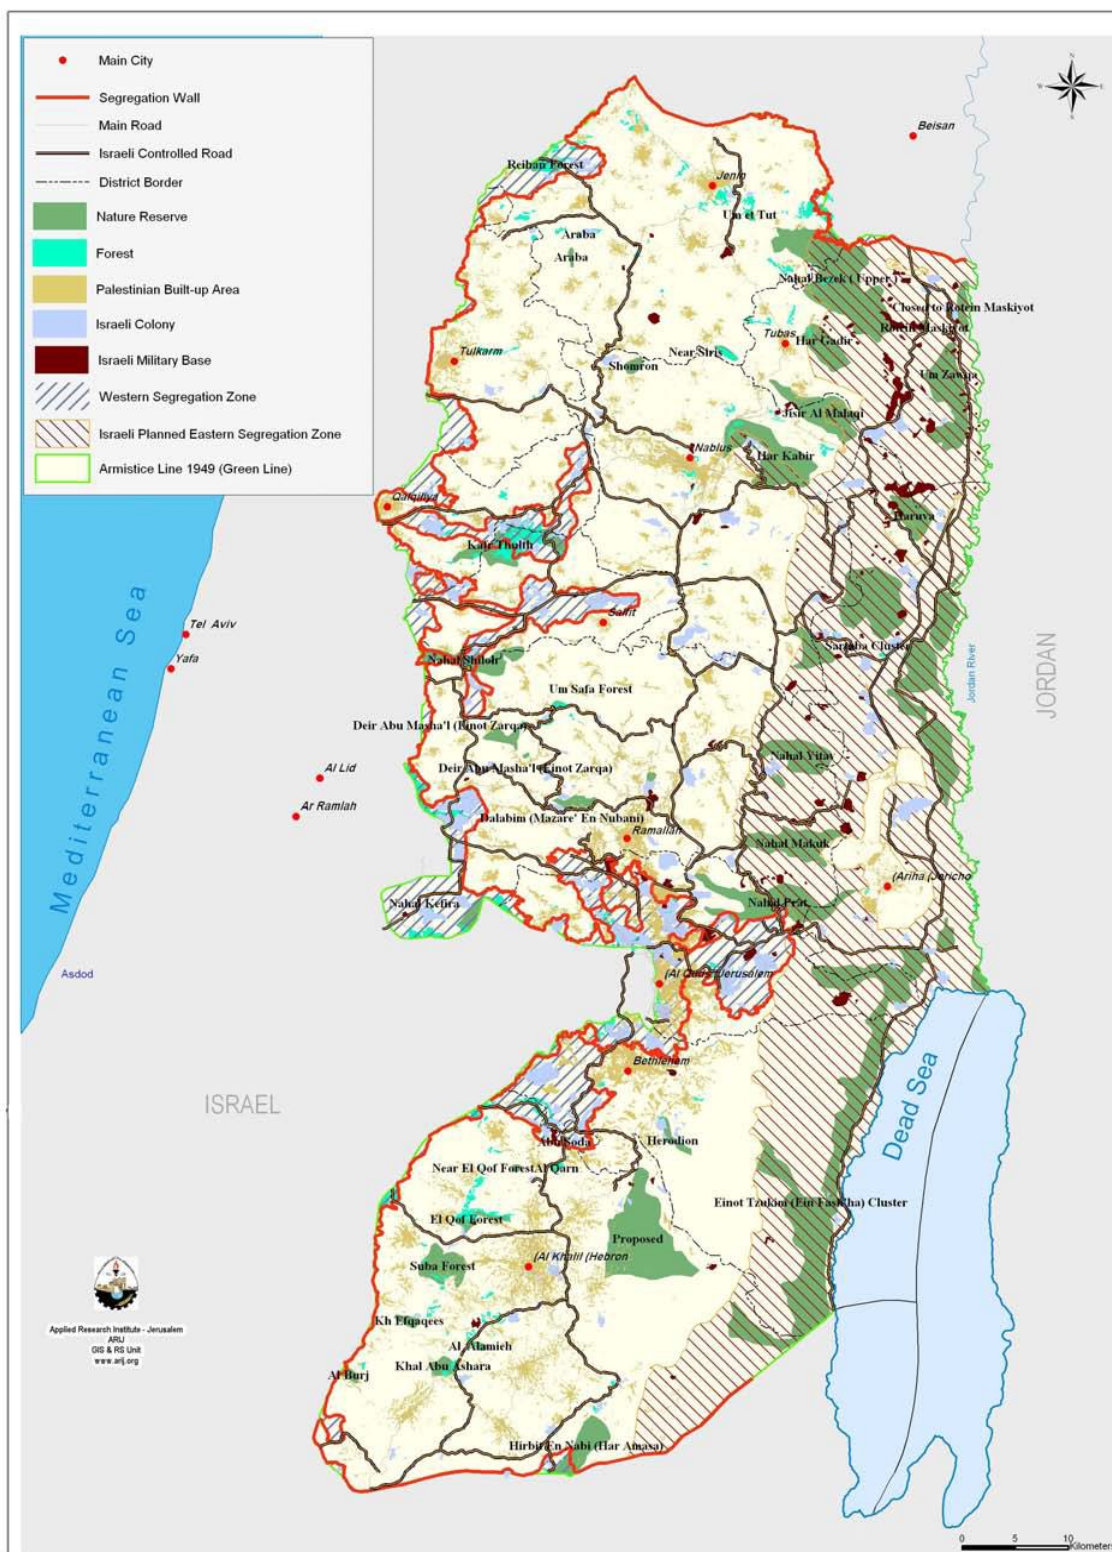 Main City
Segregation Wall
Main Road
Israeli Controlled Road
District Border
Nature Reserve
Forest
Palestinian Built-up Area
Israeli Colony
Israeli Military Base
Western Segregation Zone
Israeli Planned Eastern Segregation Zone
Armistice Line 1949 (Green Line)
N
W
E
S
Beisan
Reihan Forest
Jenin
Um et Tut
Araba
Araba
Nahal Bezek ( Upper )
Closed to Rotem Maskiyot
Rotem Maskiyot
Tubas
Har Gadir
Near Siris
Tulkarm
Shomron
Um Zawqa
Jisir Al Malaqi
Nablus
Har Kabir
Qalqiliya
Haruva
Kafr Thulth
Salfit
Tel Aviv
Sartaba Cluster
Yafa
Nahal Shiloh
JORDAN
Jordan River
Mediterranean Sea
Um Safa Forest
Deir Abu Masha'l (Einot Zarqa)
Nahal Yitav
Deir Abu Masha'l (Einot Zarqa)
Al Lid
Ar Ramlah
Dalabim (Mazare' En Nubani)
Ramallah
Nahal Makuk
(Ariha (Jericho
Nahal Kefira
Nahal Prat
Asdod
(Al Quds (Jerusalem
Bethlehem
Dead Sea
ISRAEL
Abu Soda
Herodion
Near El Qof Forest
Al Qarn
Einot Tzukim (Ein Fashkha) Cluster
El Qof Forest
Proposed
(Al Khalil (Hebron
Suba Forest
Kh Efqaqees
Al Alamieh
Khal Abu Ashara
Al Burj
Hirbit En Nabi (Har Amasa)
Applied Research Institute - Jerusalem
ARIJ
GIS & RS Unit
www.arij.org
0 5 10
Kilometers